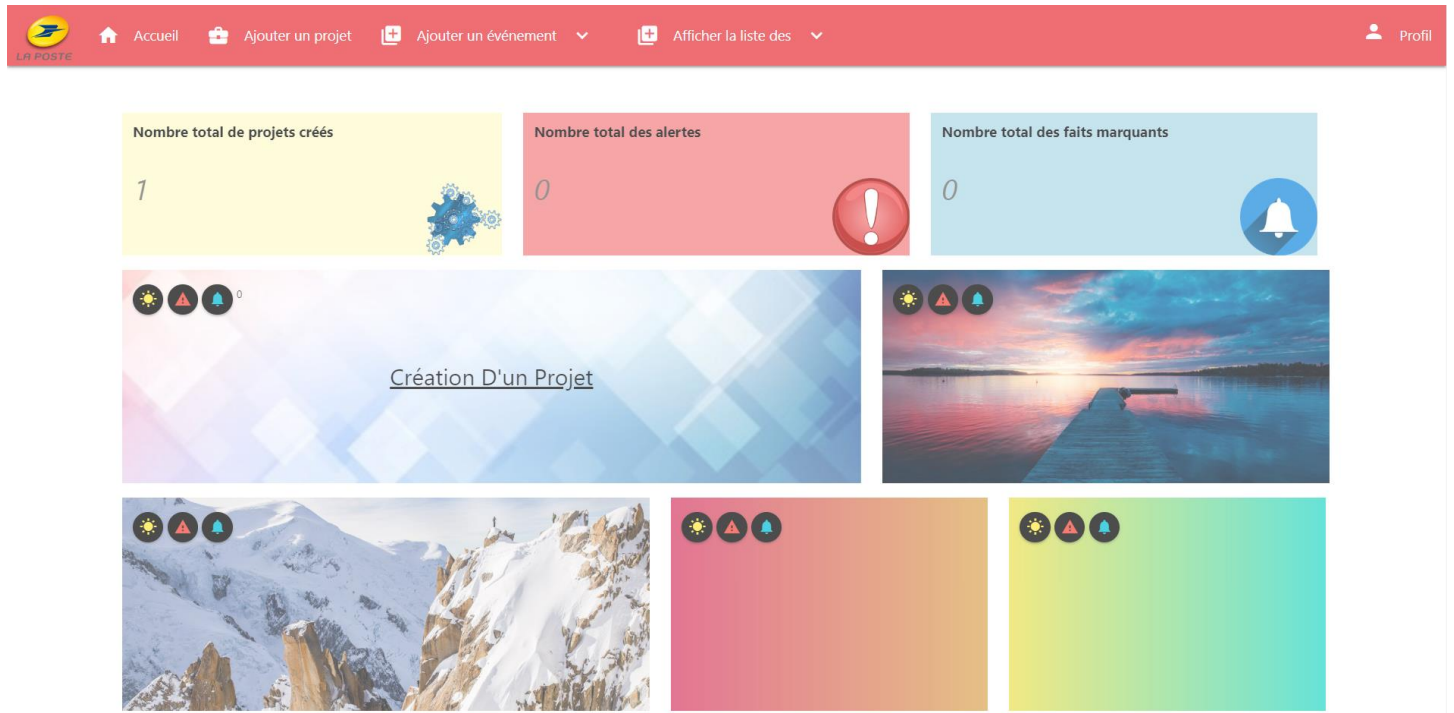 LA POSTE
Accueil
Ajouter un projet
Ajouter un événement
Afficher la liste des
Profil
Nombre total de projets créés
1
Nombre total des alertes
0
Nombre total des faits marquants
0
0
Création D'un Projet